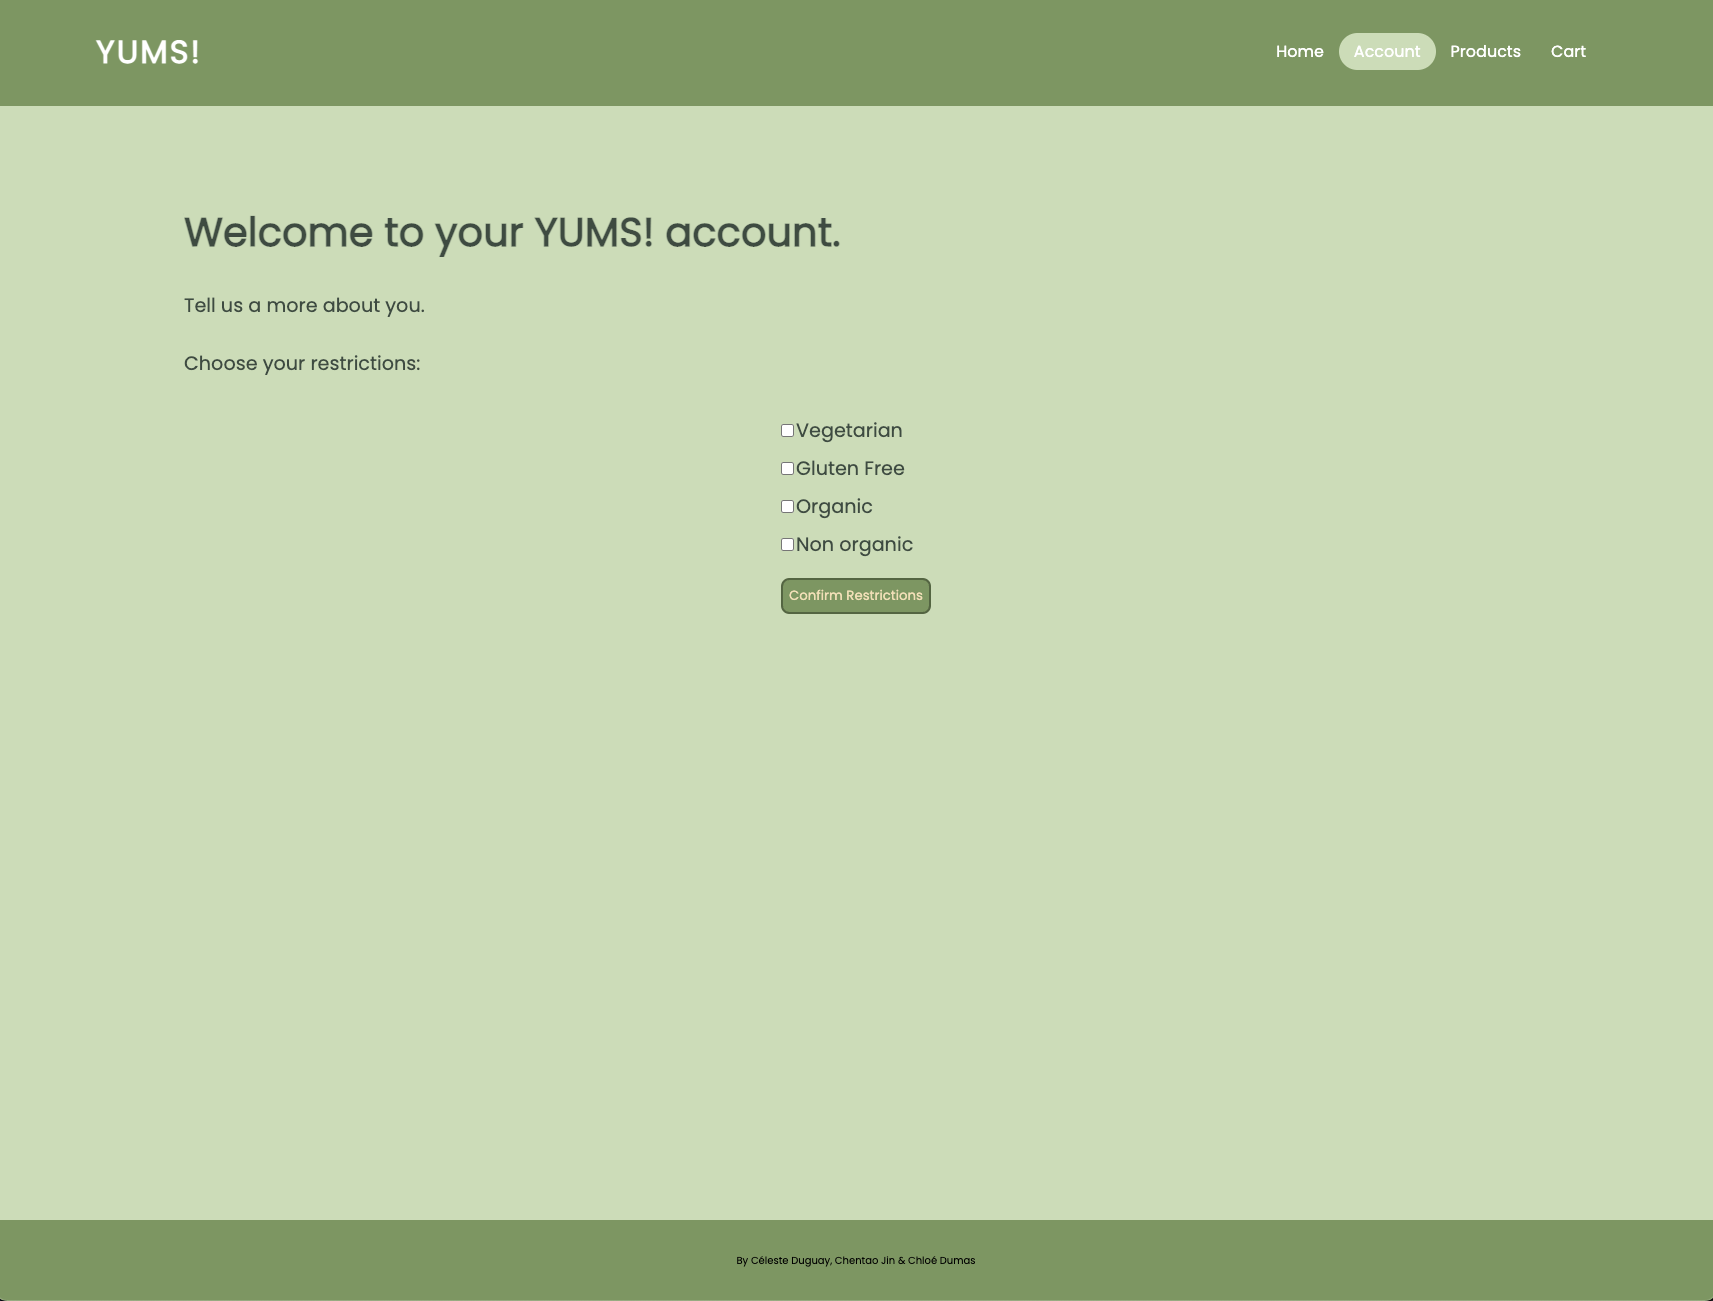 YUMS!
Home Account Products Cart
Welcome to your YUMS! account.
Tell us a more about you.
Choose your restrictions:
Vegetarian
Gluten Free
Organic
Non organic
Confirm Restrictions
By Céleste Duguay, Chentao Jin & Chloé Dumas